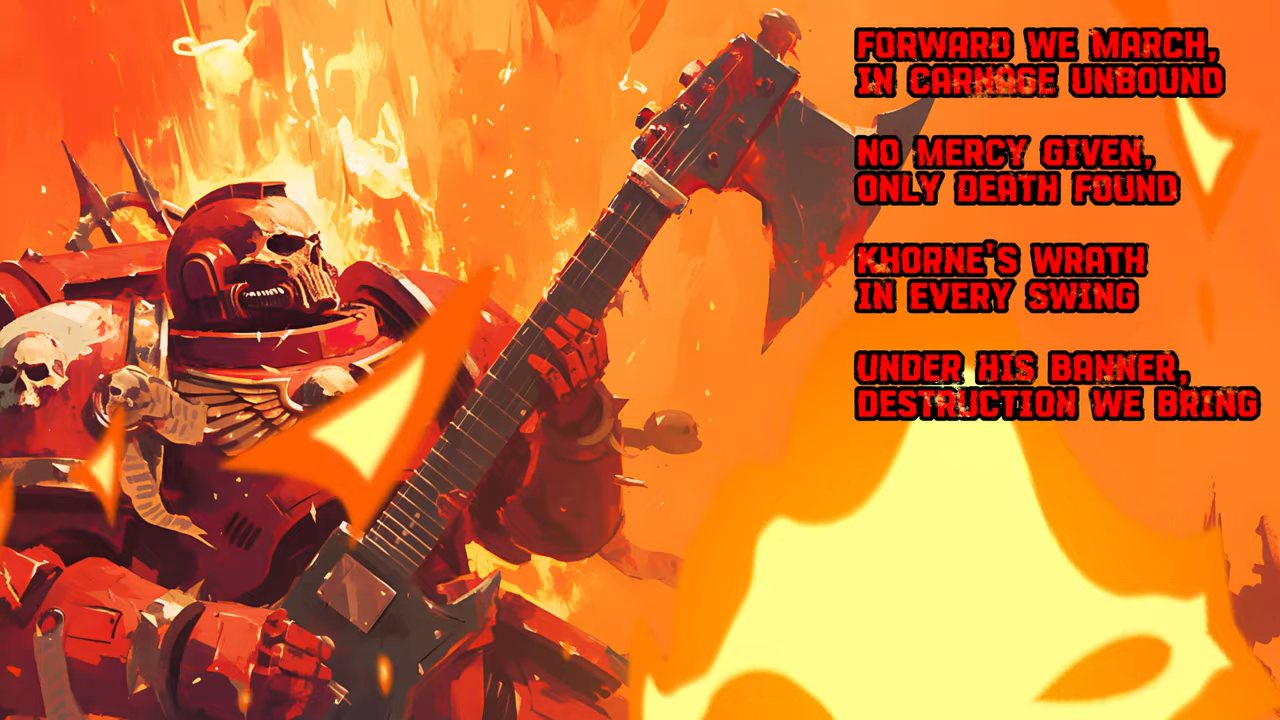 FORWARD WE MARCH,
IN CARNAGE UNBOUND
NO MERCY GIVEN,
ONLY DEATH FOUND
KHORNE'S WRATH
IN EVERY SWING
UNDER HIS BANNER,
DESTRUCTION WE BRING